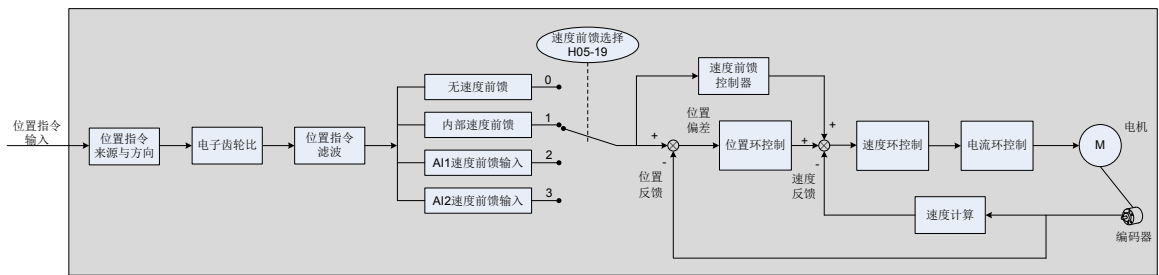 速度前馈选择
H05-19
无速度前馈
0
速度前馈
控制器
位置指令
输入
位置指令
来源与方向
电子齿轮比
位置指令
滤波
内部速度前馈
1
AI1速度前馈输入
2
AI2速度前馈输入
3
+
-
位置
偏差
位置
反馈
位置环控制
+
+
-
速度
反馈
速度环控制
电流环控制
电机
M
速度计算
编码器